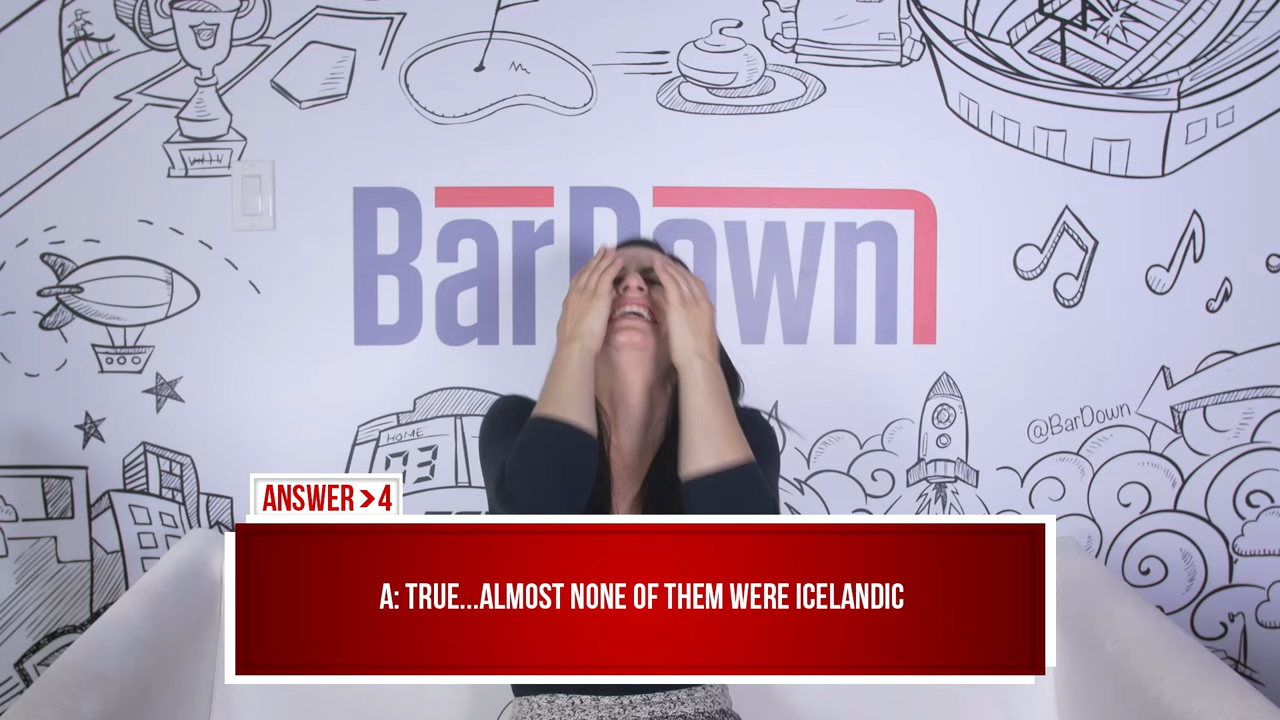 BarDown
HOME
03
@BarDown
ANSWER > 4
A: TRUE...ALMOST NONE OF THEM WERE ICELANDIC